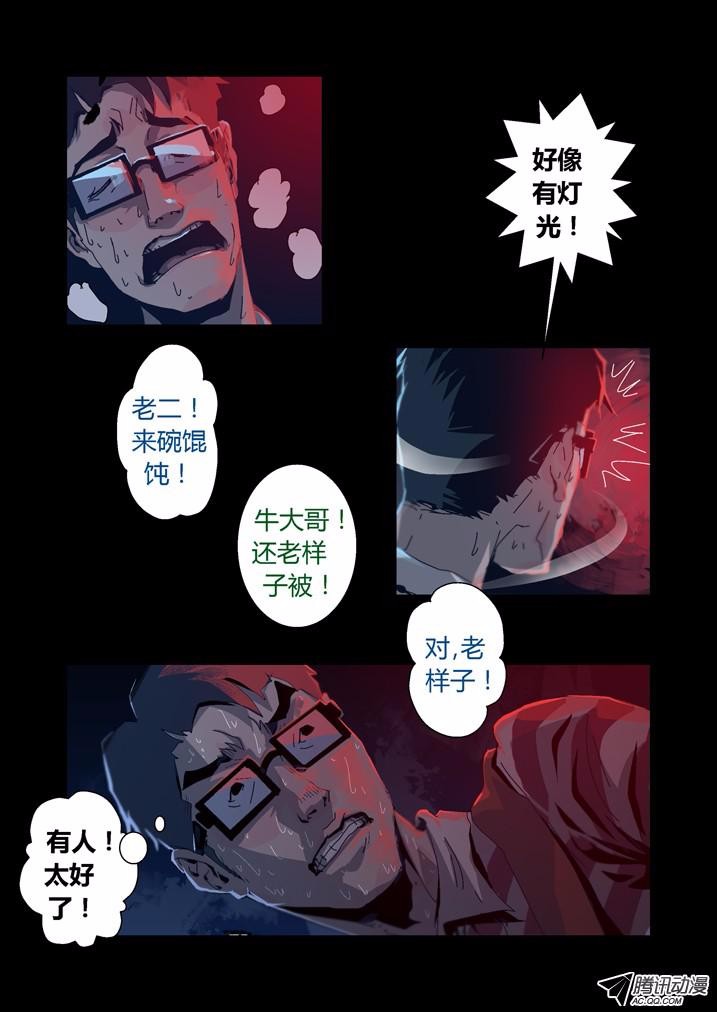 好像
有灯
光！
老二！
来碗馄
饨！
牛大哥！
还老样
子被！
对,老
样子！
有人！
太好
了！
腾讯动漫
AC.QQ.COM